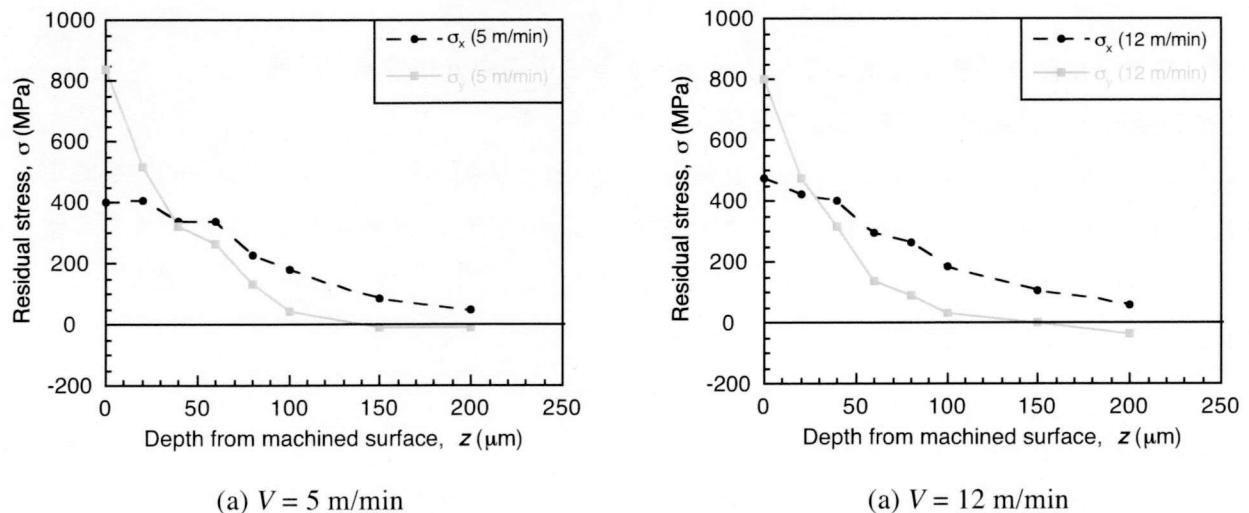 1000
800
600
400
200
0
-200
Residual stress, σ (MPa)
σx (5 m/min)
σy (5 m/min)
0 50 100 150 200 250
Depth from machined surface, z (μm)
(a) V = 5 m/min
1000
800
600
400
200
0
-200
Residual stress, σ (MPa)
σx (12 m/min)
σy (12 m/min)
0 50 100 150 200 250
Depth from machined surface, z (μm)
(a) V = 12 m/min